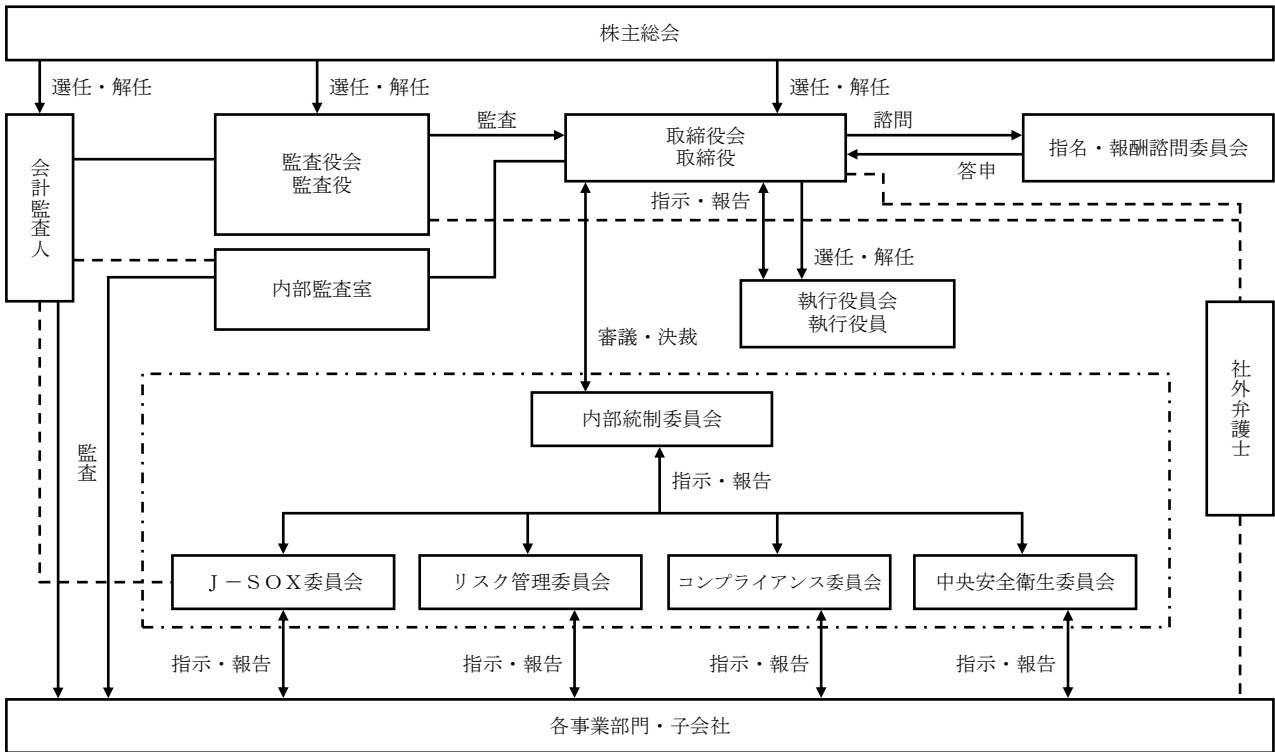 株主総会
選任・解任
選任・解任
選任・解任
会計監査人
監査役会
監査役
監査
取締役会
取締役
諮問
答申
指名・報酬諮問委員会
指示・報告
選任・解任
内部監査室
執行役員会
執行役員
審議・決裁
社外弁護士
内部統制委員会
監査
指示・報告
J－SOX委員会
リスク管理委員会
コンプライアンス委員会
中央安全衛生委員会
指示・報告
指示・報告
指示・報告
指示・報告
各事業部門・子会社